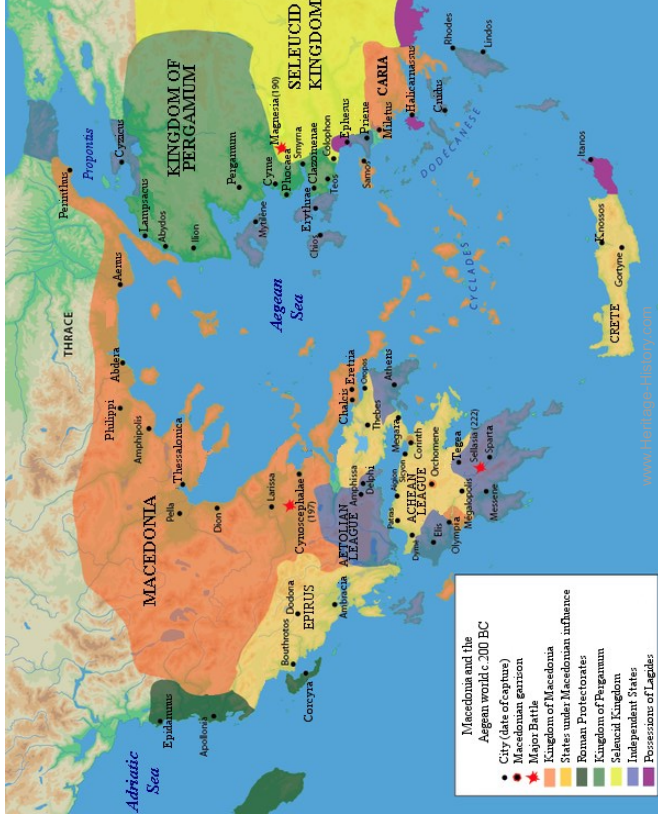 Adriatic
Sea
Epidamnus
Apollonia
Corcyra
Bouthrotos
Dodona
EPIRUS
Ambracia
MACEDONIA
Pella
Dion
Thessalonica
Amphipolis
Philippi
Abdera
THRACE
Aenus
Perinthus
Propontis
Cyzicus
Larissa
Cynoscephalae
(197)
AETOLIAN
LEAGUE
Amphissa
Delphi
Thebes
Chalcis
Eretria
Oropos
Athens
Megara
Corinth
Sicyon
Aigion
Patras
Dymē
ACHEAN
LEAGUE
Orchomene
Elis
Olympia
Megalopolis
Tegea
Sellasia (222)
Sparta
Messene
Aegean
Sea
Lampsacus
Abydos
Ilion
KINGDOM OF
PERGAMUM
Pergamum
Mytilène
Cyme
Phocaea
Magnesia(190)
Smyrna
Clazomenae
Erythrae
Chios
Teos
Colophon
Ephesus
SELEUCID
KINGDOM
Priene
Samos
Miletus
CARIA
Halicarnassus
Cnidus
Rhodes
Lindos
DODECANESE
CYCLADES
CRETE
Knossos
Gortyne
Itanos
Macedonia and the
Aegean world c.200 BC
City (date of capture)
Macedonian garrison
Major Battle
Kingdom of Macedonia
States under Macedonian influence
Roman Protectorates
Kingdom of Pergamum
Seleucid Kingdom
Independent States
Possessions of Lagides
www.Heritage-History.com